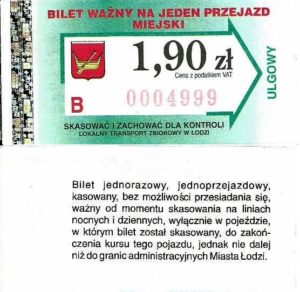 BILET WAŻNY NA JEDEN PRZEJAZD
MIEJSKI
1,90 zł
Cena z podatkiem VAT
ULGOWY
B 0004999
SKASOWAĆ I ZACHOWAĆ DLA KONTROLI
LOKALNY TRANSPORT ZBIOROWY W ŁODZI
Bilet jednorazowy, jednoprzejazdowy,
kasowany, bez możliwości przesiadania się,
ważny od momentu skasowania na liniach
nocnych i dziennych, wyłącznie w pojeździe,
w którym bilet został skasowany, do zakoń-
czenia kursu tego pojazdu, jednak nie dalej
niż do granic administracyjnych Miasta Łodzi.